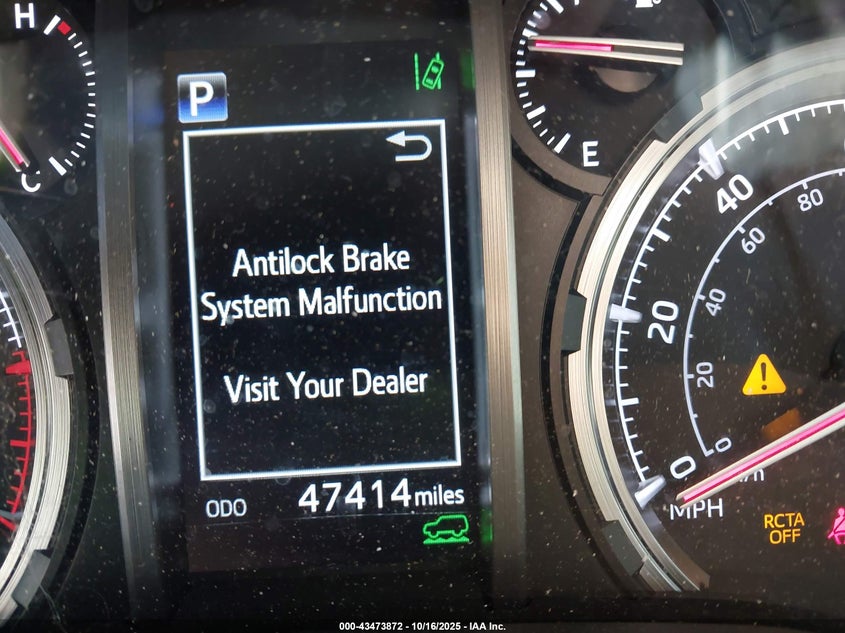 H
C
P
Antilock Brake
System Malfunction
Visit Your Dealer
ODO 47414 miles
E
40
20
0
MPH
80
60
40
20
0
RCTA
OFF
000-43473872 - 10/16/2025 - IAA Inc.